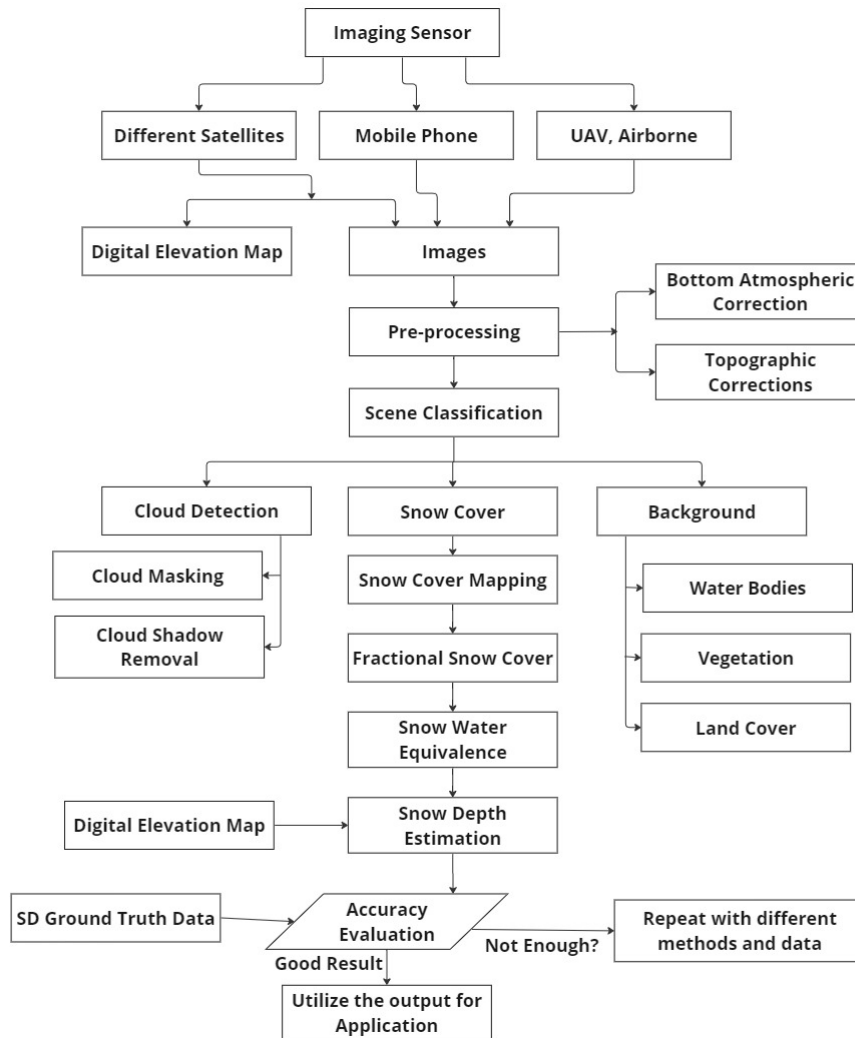 Imaging Sensor
Different Satellites
Mobile Phone
UAV, Airborne
Digital Elevation Map
Images
Bottom Atmospheric
Correction
Pre-processing
Topographic
Corrections
Scene Classification
Cloud Detection
Snow Cover
Background
Cloud Masking
Snow Cover Mapping
Water Bodies
Cloud Shadow
Removal
Fractional Snow Cover
Vegetation
Snow Water
Equivalence
Land Cover
Digital Elevation Map
Snow Depth
Estimation
SD Ground Truth Data
Accuracy
Evaluation
Not Enough?
Repeat with different
methods and data
Good Result
Utilize the output for
Application